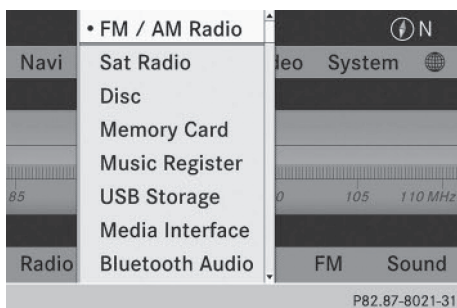 • FM / AM Radio
N
Navi
Sat Radio
deo
System
Disc
Memory Card
Music Register
85
USB Storage
0
105
110 MHz
Media Interface
Radio
Bluetooth Audio
FM
Sound
P82.87-8021-31